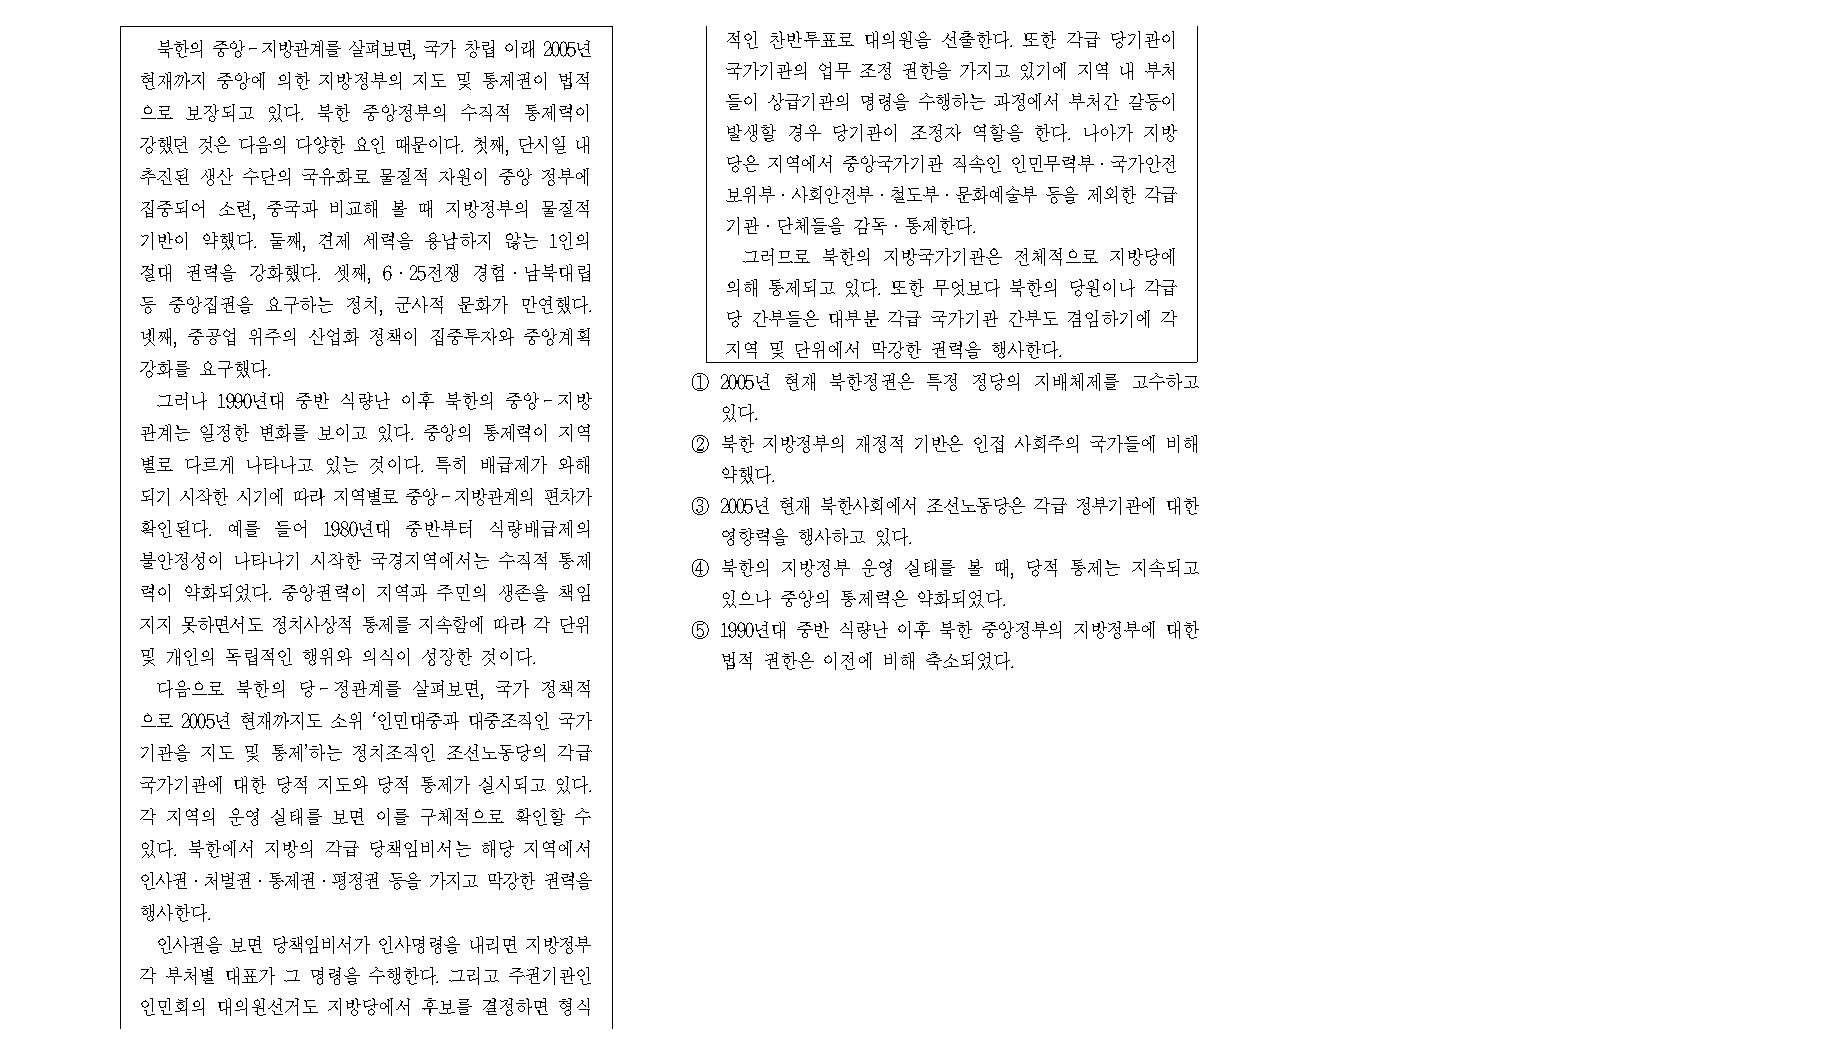 북한의 중앙-지방관계를 살펴보면, 국가 창립 이래 2005년
현재까지 중앙에 의한 지방정부의 지도 및 통제권이 법적
으로 보장되고 있다. 북한 중앙정부의 수직적 통제력이
강했던 것은 다음의 다양한 요인 때문이다. 첫째, 단시일 내
추진된 생산 수단의 국유화로 물질적 자원이 중앙 정부에
집중되어 소련, 중국과 비교해 볼 때 지방정부의 물질적
기반이 약했다. 둘째, 견제 세력을 용납하지 않는 1인의
절대 권력을 강화했다. 셋째, 6·25전쟁 경험·남북대립
등 중앙집권을 요구하는 정치, 군사적 문화가 만연했다.
넷째, 중공업 위주의 산업화 정책이 집중투자와 중앙계획
강화를 요구했다.
그러나 1990년대 중반 식량난 이후 북한의 중앙-지방
관계는 일정한 변화를 보이고 있다. 중앙의 통제력이 지역
별로 다르게 나타나고 있는 것이다. 특히 배급제가 와해
되기 시작한 시기에 따라 지역별로 중앙-지방관계의 편차가
확인된다. 예를 들어 1980년대 중반부터 식량배급제의
불안정성이 나타나기 시작한 국경지역에서는 수직적 통제
력이 약화되었다. 중앙권력이 지역과 주민의 생존을 책임
지지 못하면서도 정치사상적 통제를 지속함에 따라 각 단위
및 개인의 독립적인 행위와 의식이 성장한 것이다.
다음으로 북한의 당-정관계를 살펴보면, 국가 정책적
으로 2005년 현재까지도 소위 ‘인민대중과 대중조직인 국가
기관을 지도 및 통제’하는 정치조직인 조선노동당의 각급
국가기관에 대한 당적 지도와 당적 통제가 실시되고 있다.
각 지역의 운영 실태를 보면 이를 구체적으로 확인할 수
있다. 북한에서 지방의 각급 당책임비서는 해당 지역에서
인사권·처벌권·통제권·평정권 등을 가지고 막강한 권력을
행사한다.
인사권을 보면 당책임비서가 인사명령을 내리면 지방정부
각 부처별 대표가 그 명령을 수행한다. 그리고 주권기관인
인민회의 대의원선거도 지방당에서 후보를 결정하면 형식
적인 찬반투표로 대의원을 선출한다. 또한 각급 당기관이
국가기관의 업무 조정 권한을 가지고 있기에 지역 내 부처
들이 상급기관의 명령을 수행하는 과정에서 부처간 갈등이
발생할 경우 당기관이 조정자 역할을 한다. 나아가 지방
당은 지역에서 중앙국가기관 직속인 인민무력부·국가안전
보위부·사회안전부·철도부·문화예술부 등을 제외한 각급
기관·단체들을 감독·통제한다.
그러므로 북한의 지방국가기관은 전체적으로 지방당에
의해 통제되고 있다. 또한 무엇보다 북한의 당원이나 각급
당 간부들은 대부분 각급 국가기관 간부도 겸임하기에 각
지역 및 단위에서 막강한 권력을 행사한다.
① 2005년 현재 북한정권은 특정 정당의 지배체제를 고수하고
있다.
② 북한 지방정부의 재정적 기반은 인접 사회주의 국가들에 비해
약했다.
③ 2005년 현재 북한사회에서 조선노동당은 각급 정부기관에 대한
영향력을 행사하고 있다.
④ 북한의 지방정부 운영 실태를 볼 때, 당적 통제는 지속되고
있으나 중앙의 통제력은 약화되었다.
⑤ 1990년대 중반 식량난 이후 북한 중앙정부의 지방정부에 대한
법적 권한은 이전에 비해 축소되었다.